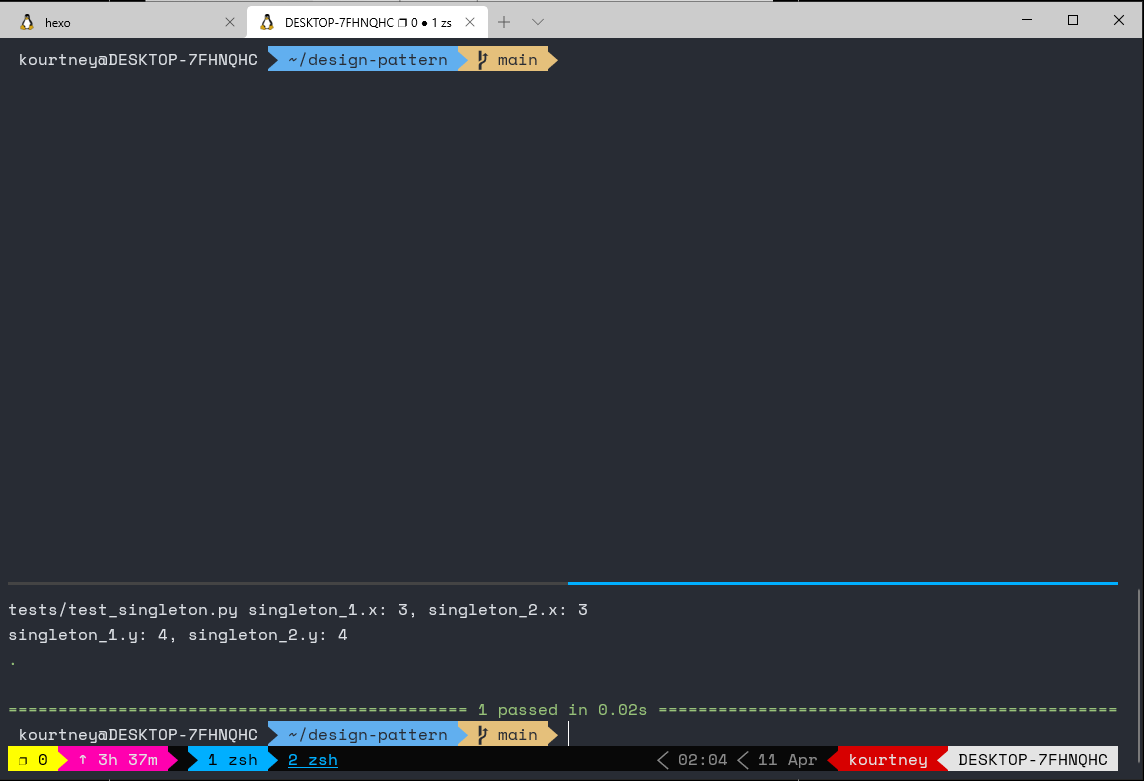 hexo
DESKTOP-7FHNQHC ❐ 0 ● 1 zs
kourtney@DESKTOP-7FHNQHC ~/design-pattern main
tests/test_singleton.py singleton_1.x: 3, singleton_2.x: 3
singleton_1.y: 4, singleton_2.y: 4
.
============================================== 1 passed in 0.02s ==============================================
kourtney@DESKTOP-7FHNQHC ~/design-pattern main
❐ 0 ↑ 3h 37m 1 zsh 2 zsh 02:04 11 Apr kourtney DESKTOP-7FHNQHC